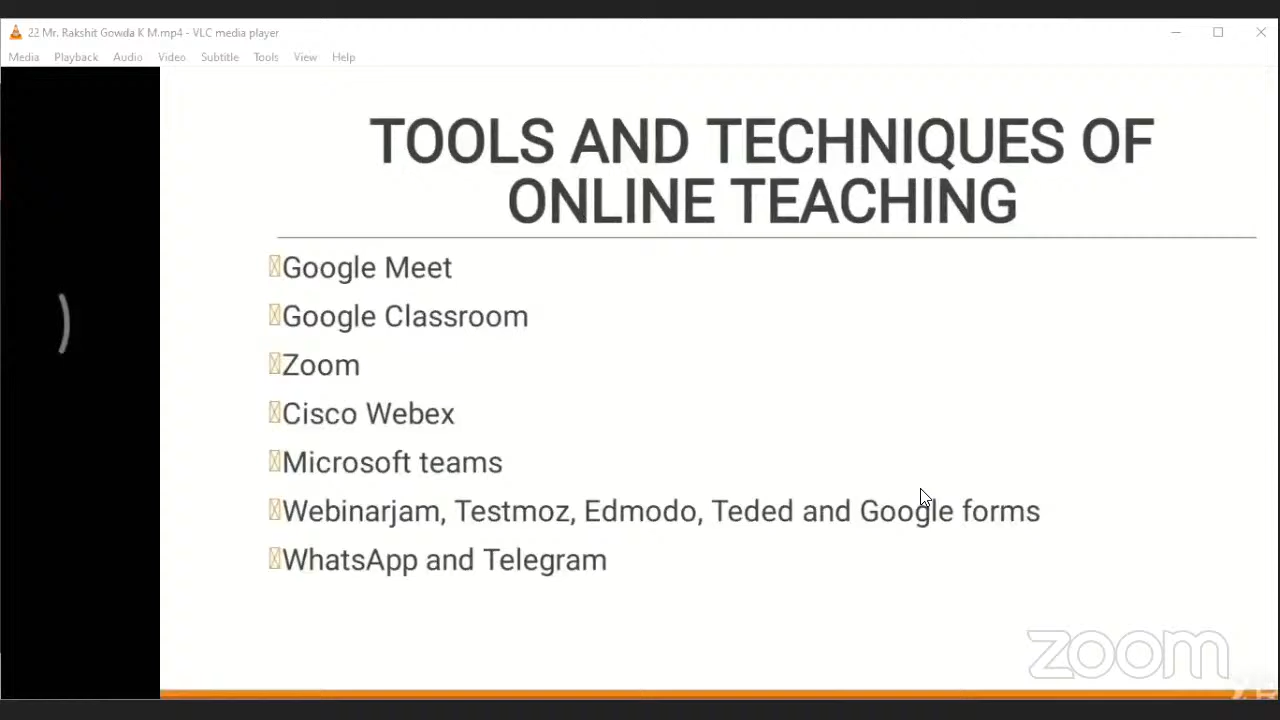 22 Mr. Rakshit Gowda K M.mp4 - VLC media player
Media Playback Audio Video Subtitle Tools View Help
TOOLS AND TECHNIQUES OF
ONLINE TEACHING
Google Meet
Google Classroom
Zoom
Cisco Webex
Microsoft teams
Webinarjam, Testmoz, Edmodo, Teded and Google forms
WhatsApp and Telegram
zoom